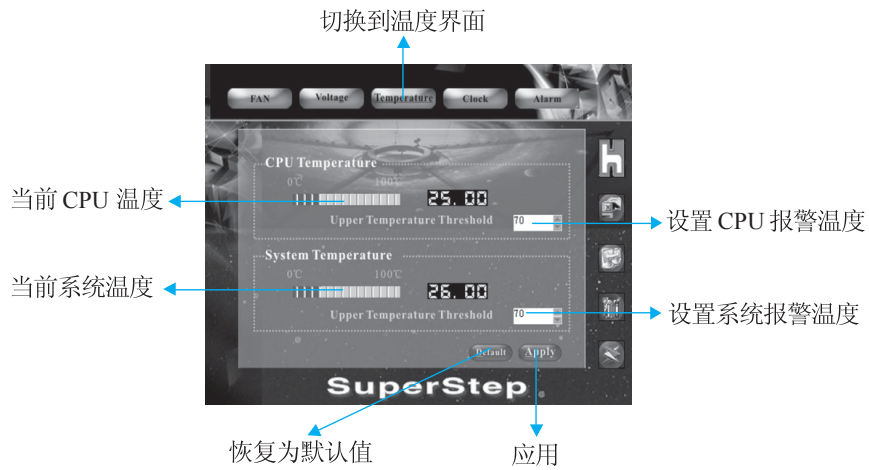 切换到温度界面
FAN Voltage Temperature Clock Alarm
CPU Temperature
0℃ 100℃
当前 CPU 温度
25.00
Upper Temperature Threshold 70
设置 CPU 报警温度
System Temperature
0℃ 100℃
当前系统温度
26.00
Upper Temperature Threshold 70
设置系统报警温度
Default Apply
SuperStep
恢复为默认值
应用